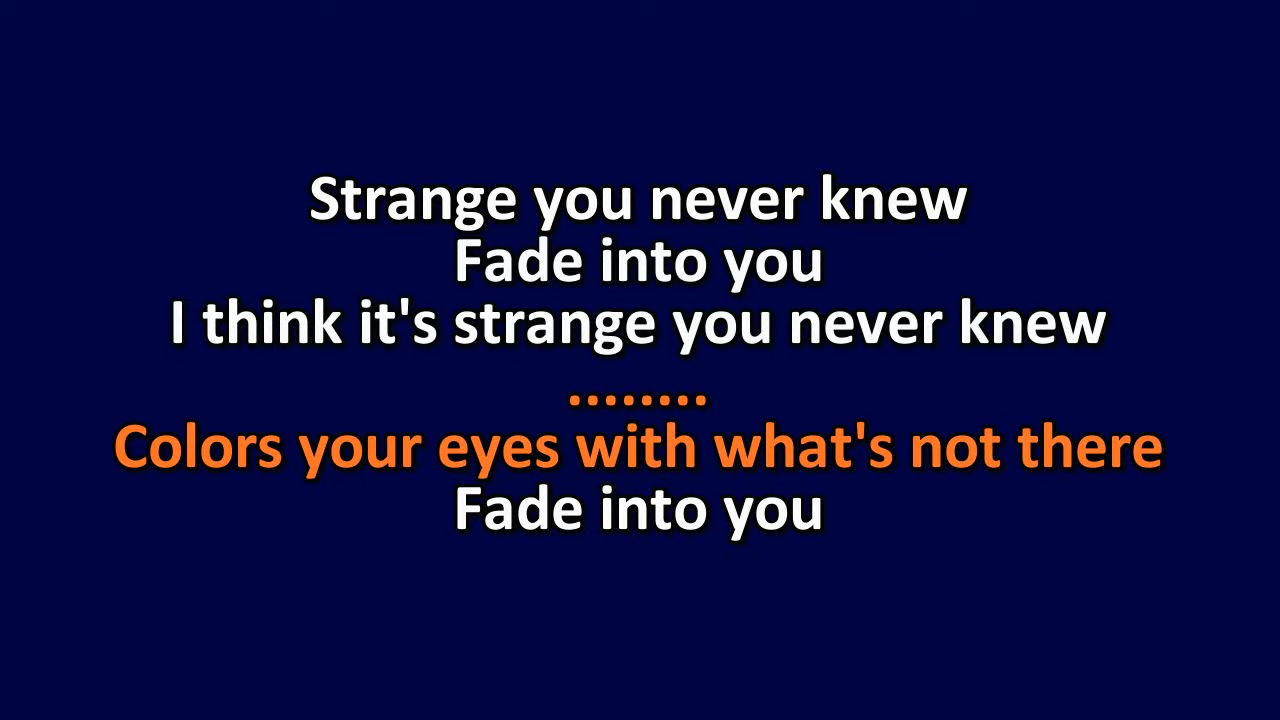 Strange you never knew
Fade into you
I think it's strange you never knew
........
Colors your eyes with what's not there
Fade into you